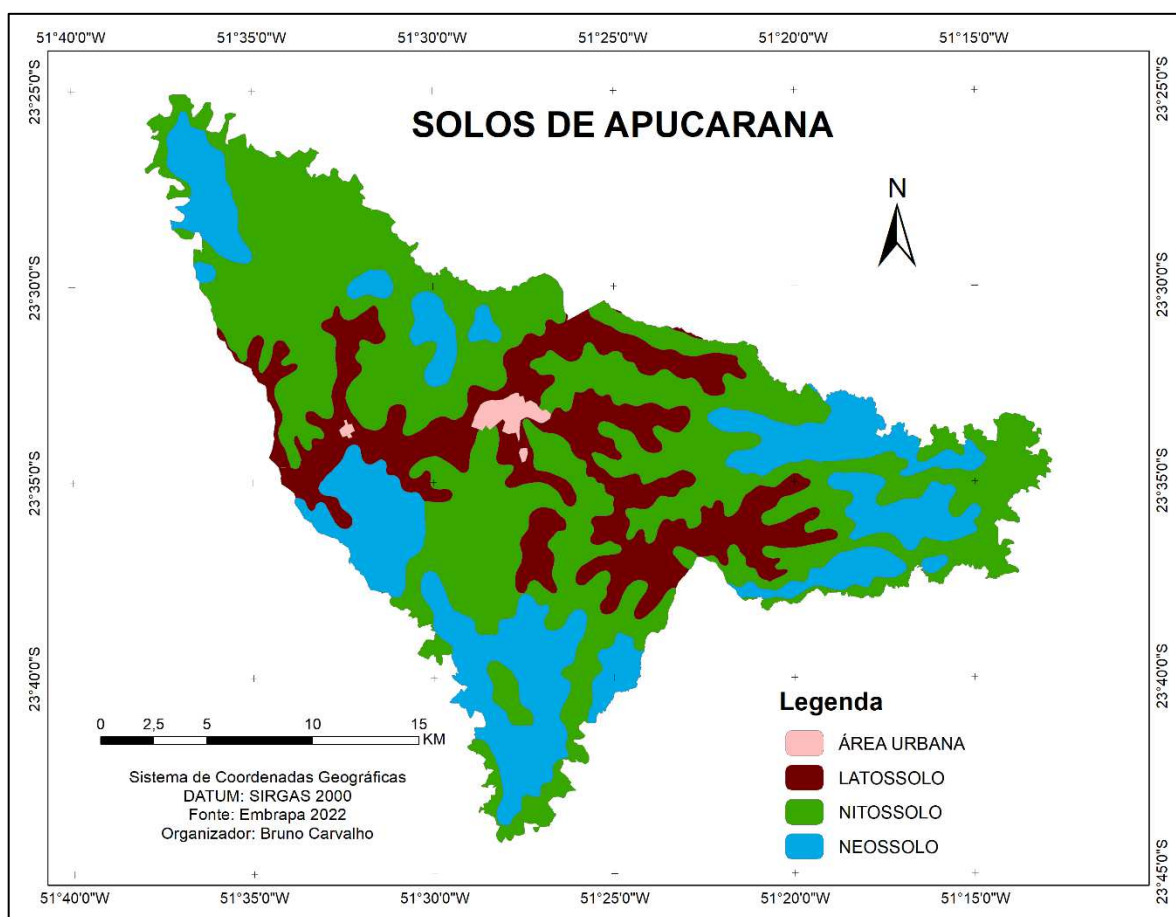 51°40'0"W 51°35'0"W 51°30'0"W 51°25'0"W 51°20'0"W 51°15'0"W
23°25'0"S 23°25'0"S
SOLOS DE APUCARANA
N
23°30'0"S 23°30'0"S
23°35'0"S 23°35'0"S
23°40'0"S 23°40'0"S
0 2,5 5 10 15
KM
Sistema de Coordenadas Geográficas
DATUM: SIRGAS 2000
Fonte: Embrapa 2022
Organizador: Bruno Carvalho
Legenda
ÁREA URBANA
LATOSSOLO
NITOSSOLO
NEOSSOLO
23°45'0"S
51°40'0"W 51°35'0"W 51°30'0"W 51°25'0"W 51°20'0"W 51°15'0"W